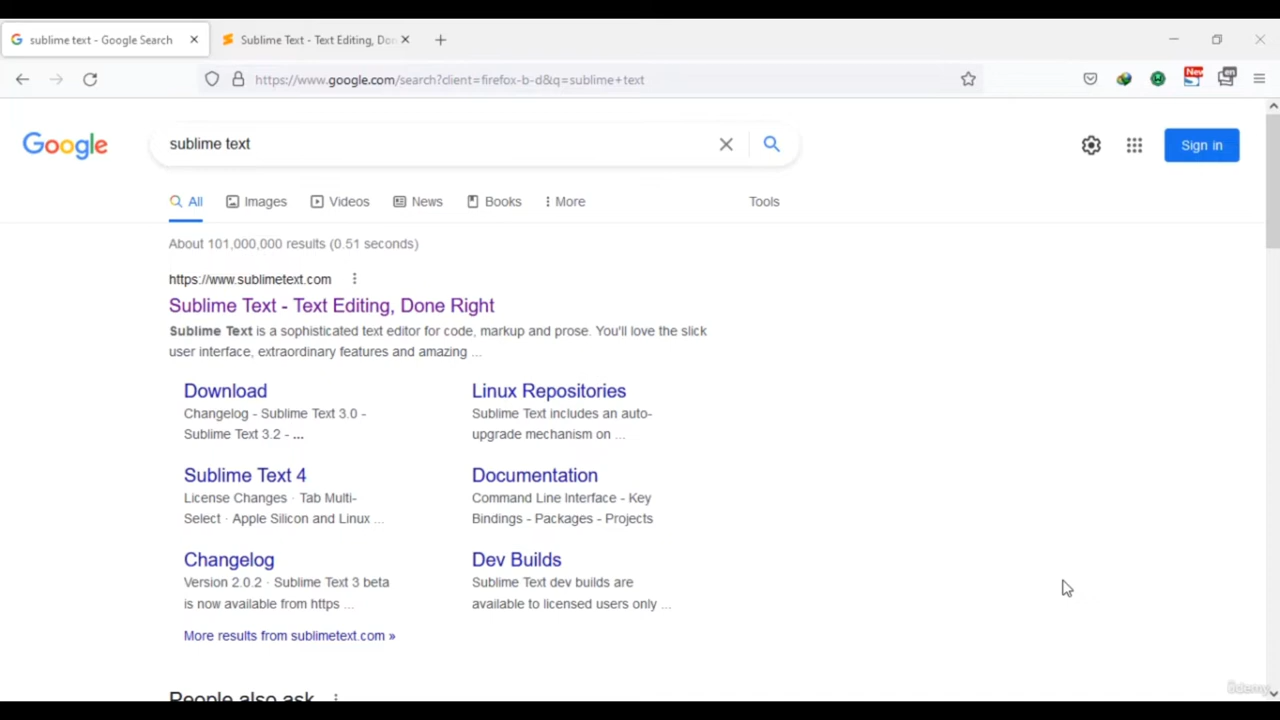 sublime text - Google Search
Sublime Text - Text Editing, Don
https://www.google.com/search?client=firefox-b-d&q=sublime+text
New
en
Google
sublime text
Sign in
All
Images
Videos
News
Books
More
Tools
About 101,000,000 results (0.51 seconds)
https://www.sublimetext.com
Sublime Text - Text Editing, Done Right
Sublime Text is a sophisticated text editor for code, markup and prose. You'll love the slick
user interface, extraordinary features and amazing ...
Download
Changelog - Sublime Text 3.0 -
Sublime Text 3.2 - ...
Linux Repositories
Sublime Text includes an auto-
upgrade mechanism on ...
Sublime Text 4
License Changes · Tab Multi-
Select · Apple Silicon and Linux ...
Documentation
Command Line Interface - Key
Bindings - Packages - Projects
Changelog
Version 2.0.2 · Sublime Text 3 beta
is now available from https ...
Dev Builds
Sublime Text dev builds are
available to licensed users only ...
More results from sublimetext.com »
People also ask
ûdemy